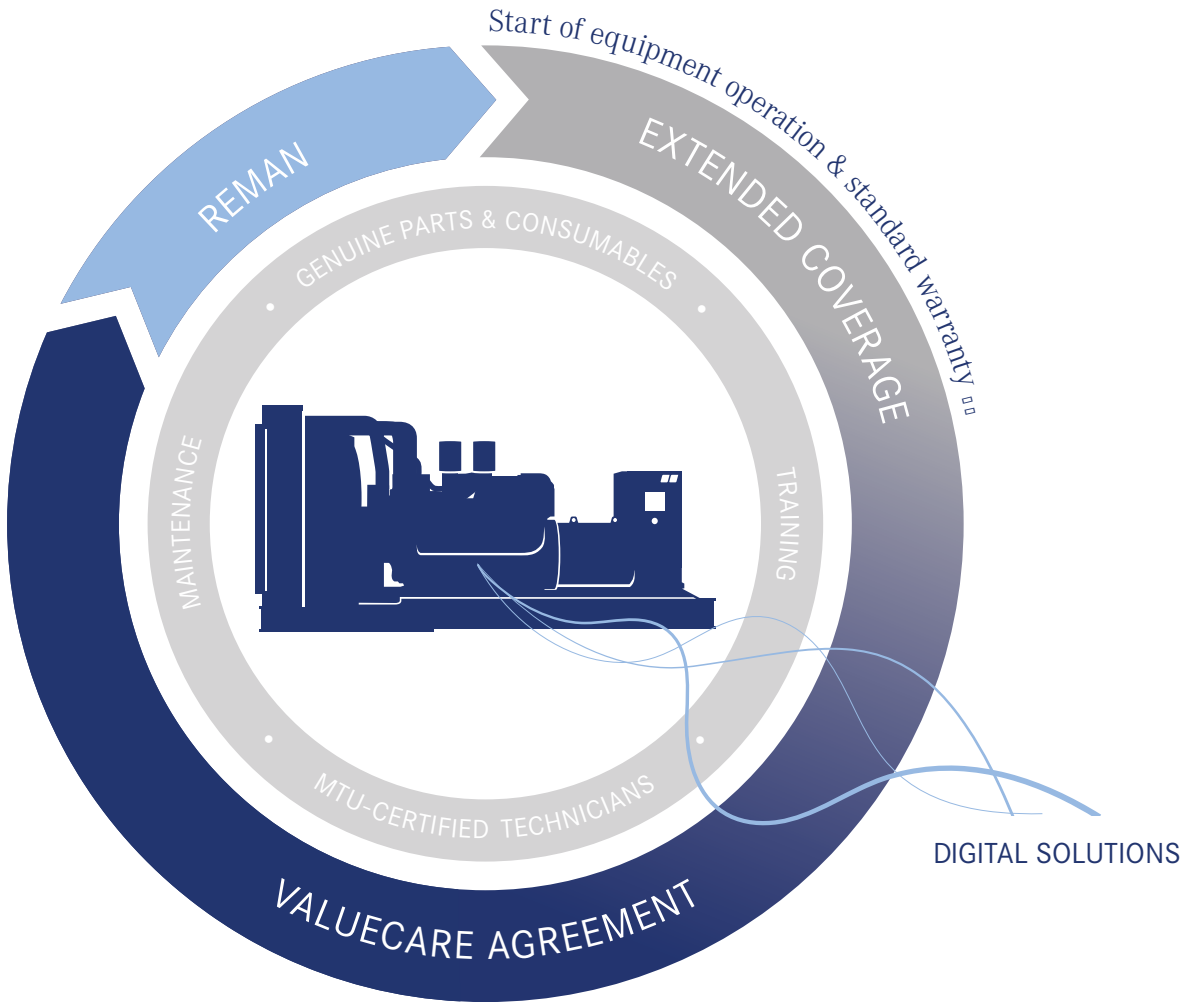 Start of equipment operation & standard warranty
EXTENDED COVERAGE
REMAN
GENUINE PARTS & CONSUMABLES
TRAINING
MAINTENANCE
MTU-CERTIFIED TECHNICIANS
VALUECARE AGREEMENT
DIGITAL SOLUTIONS